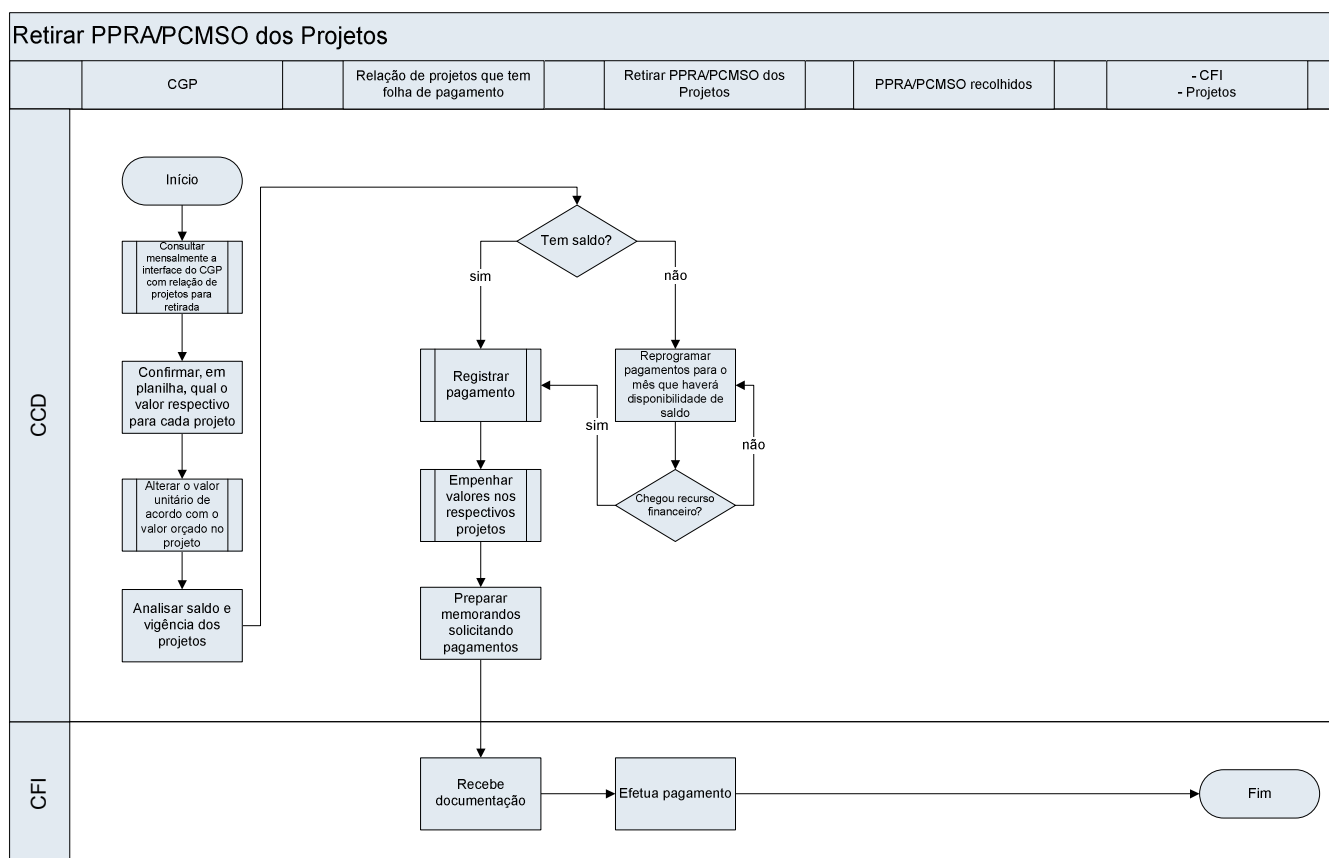 Retirar PPRA/PCMSO dos Projetos
CGP
Relação de projetos que tem
folha de pagamento
Retirar PPRA/PCMSO dos
Projetos
PPRA/PCMSO recolhidos
- CFI
- Projetos
CCD
Início
Consultar
mensalmente a
interface do CGP
com relação de
projetos para
retirada
Confirmar, em
planilha, qual o
valor respectivo
para cada projeto
Alterar o valor
unitário de
acordo com o
valor orçado no
projeto
Analisar saldo e
vigência dos
projetos
Tem saldo?
sim
não
Registrar
pagamento
Reprogramar
pagamentos para o
mês que haverá
disponibilidade de
saldo
sim
não
Empenhar
valores nos
respectivos
projetos
Chegou recurso
financeiro?
Preparar
memorandos
solicitando
pagamentos
CFI
Recebe
documentação
Efetua pagamento
Fim